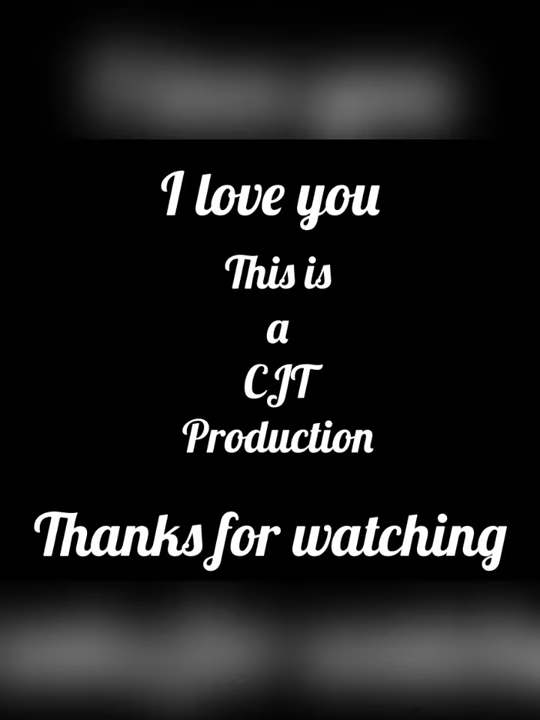 I love you
This is
a
CJT
Production
Thanks for watching